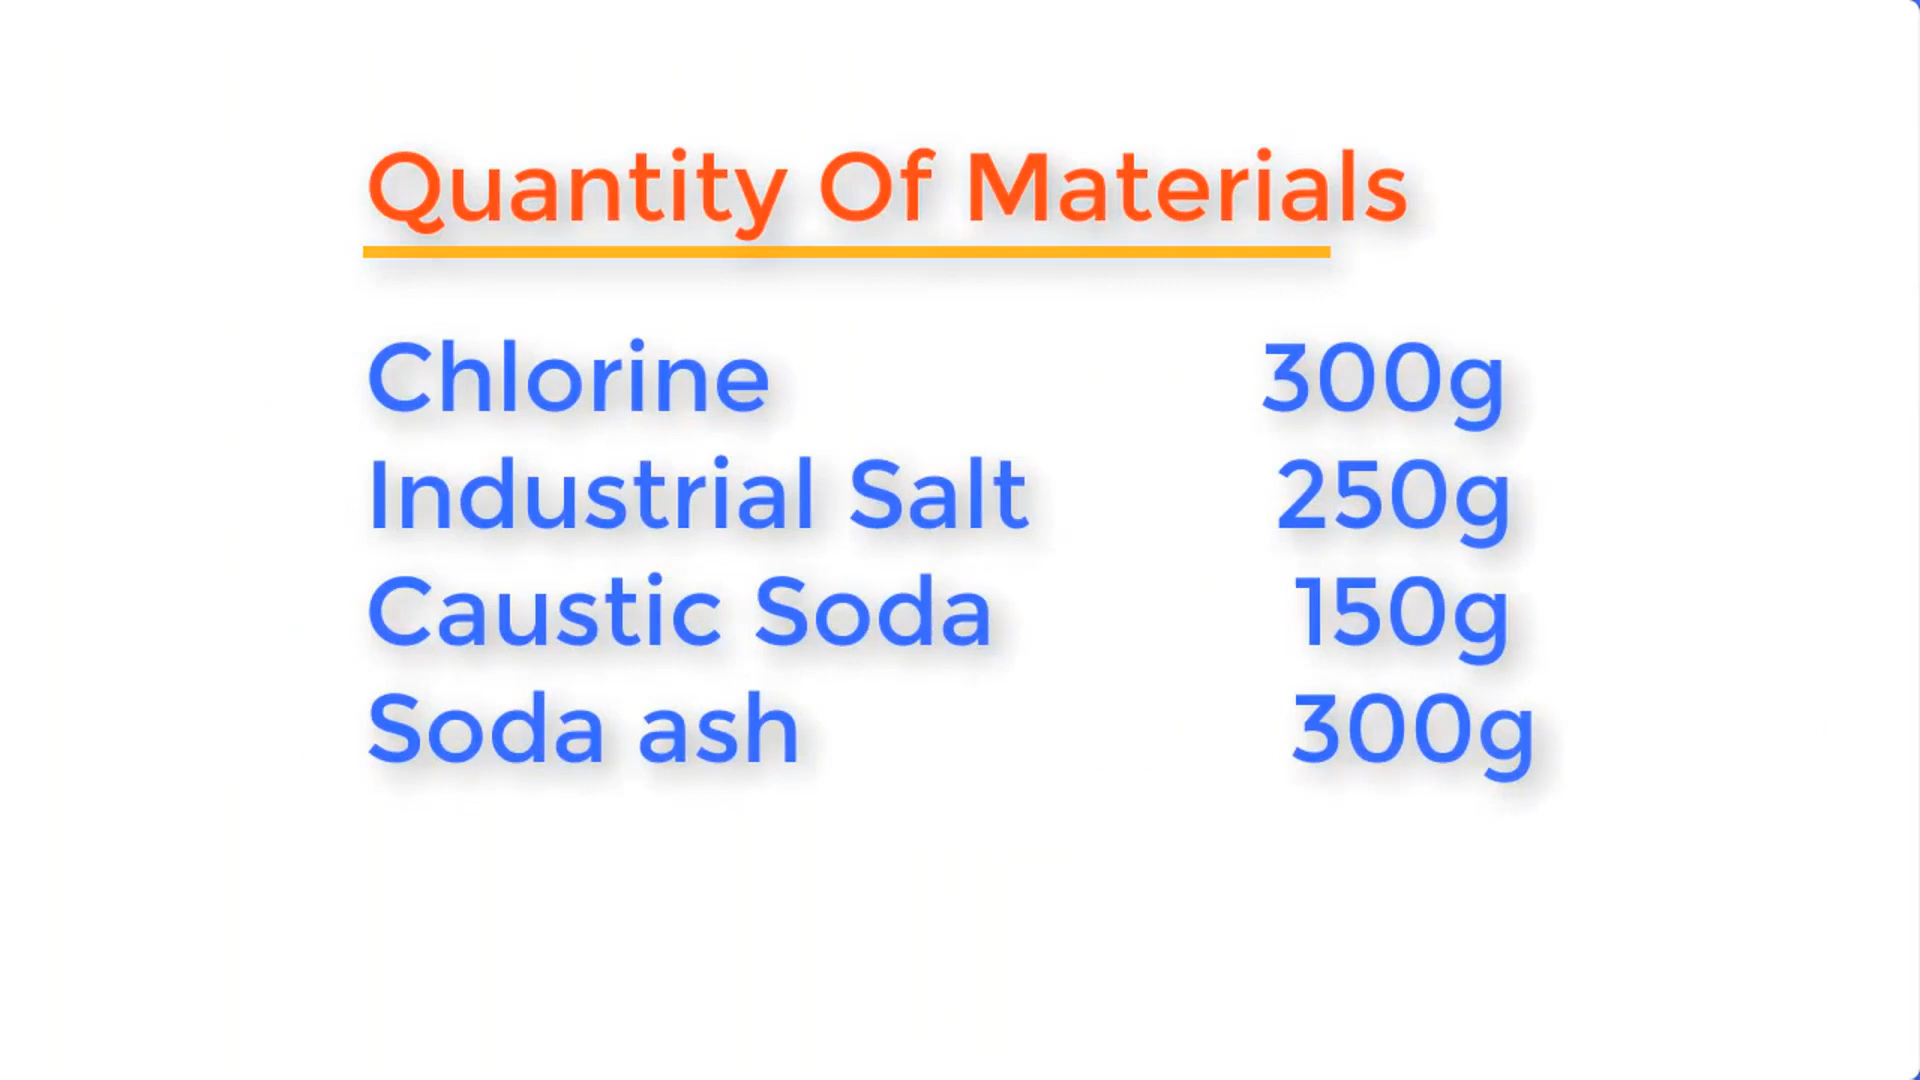 Quantity Of Materials
Chlorine 300g
Industrial Salt 250g
Caustic Soda 150g
Soda ash 300g